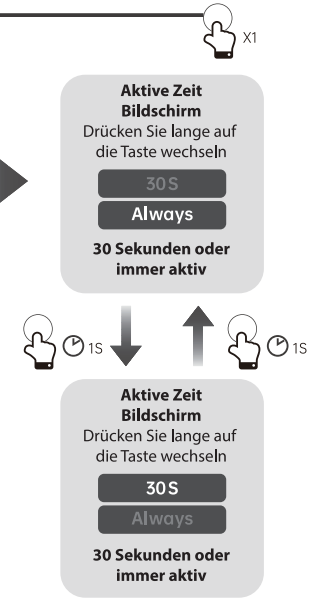 X1
Aktive Zeit
Bildschirm
Drücken Sie lange auf
die Taste wechseln
30S
Always
30 Sekunden oder
immer aktiv
1S
1S
Aktive Zeit
Bildschirm
Drücken Sie lange auf
die Taste wechseln
30S
Always
30 Sekunden oder
immer aktiv